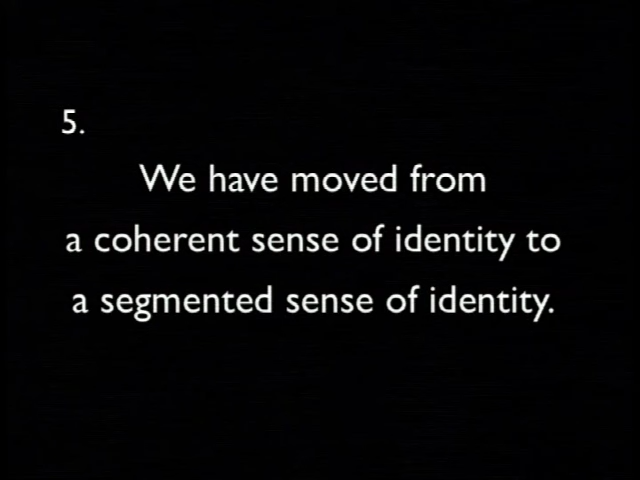 5.
We have moved from
a coherent sense of identity to
a segmented sense of identity.